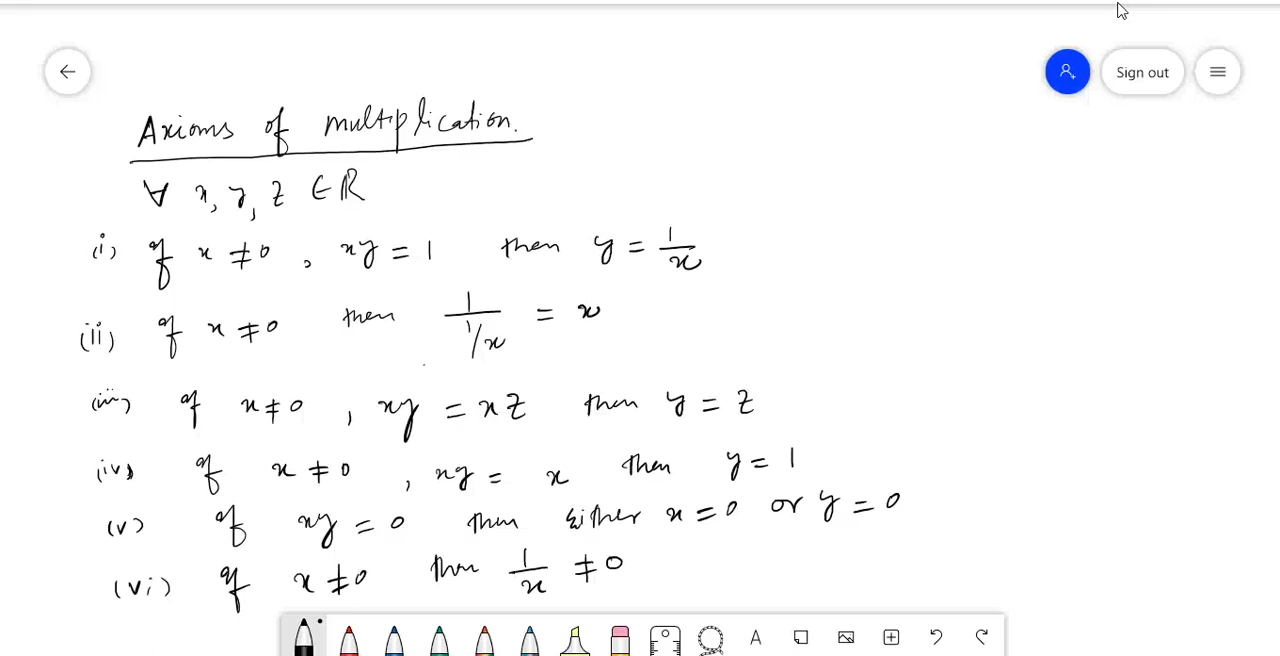 Sign out
Axioms of multiplication.
∀ x, y, z ∈ ℝ
(i) If x ≠ 0, xy = 1 then y = 1/x
(ii) If x ≠ 0 then 1/(1/x) = x
(iii) If x ≠ 0, xy = xz then y = z
(iv) If x ≠ 0, xy = x then y = 1
(v) If xy = 0 then Either x = 0 or y = 0
(vi) If x ≠ 0 then 1/x ≠ 0
A